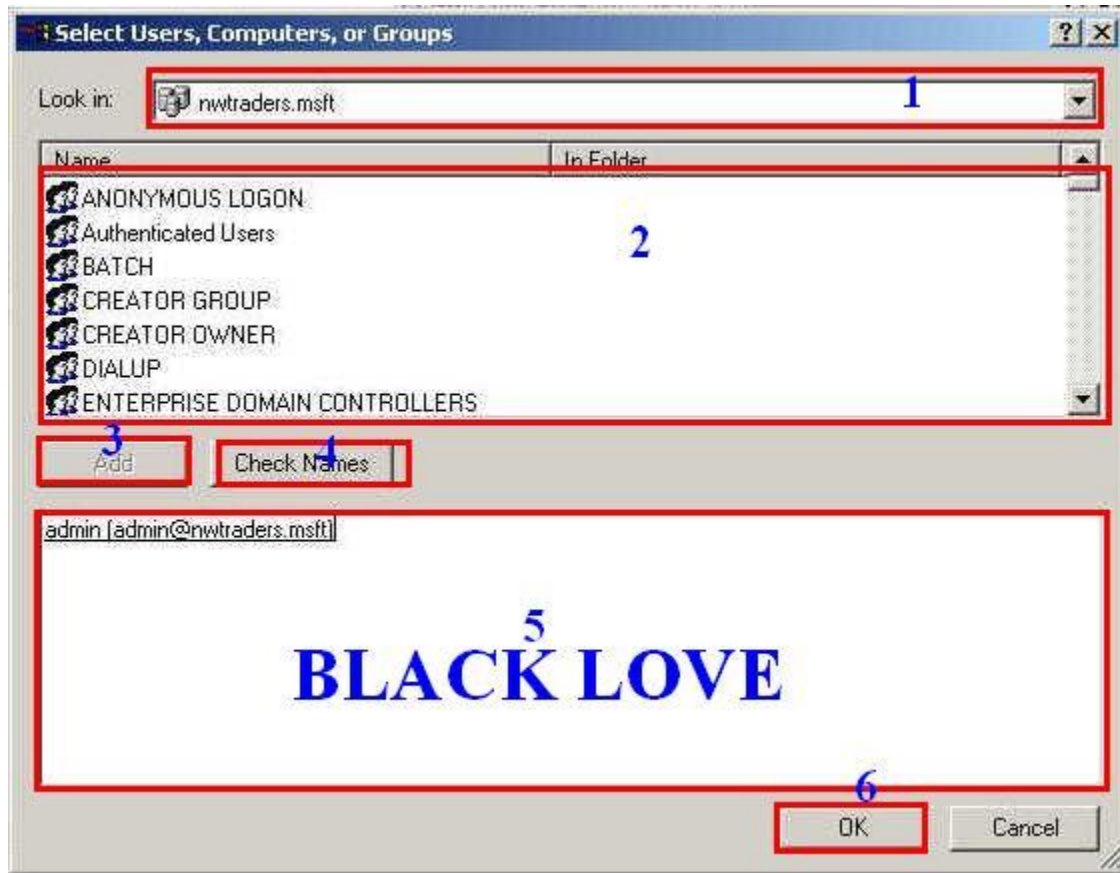 Select Users, Computers, or Groups
Look in: nwtraders.msft 1
Name In Folder
ANONYMOUS LOGON
Authenticated Users
2
BATCH
CREATOR GROUP
CREATOR OWNER
DIALUP
ENTERPRISE DOMAIN CONTROLLERS
3 4
Add Check Names
admin (admin@nwtraders.msft)
5
BLACK LOVE
6
OK Cancel